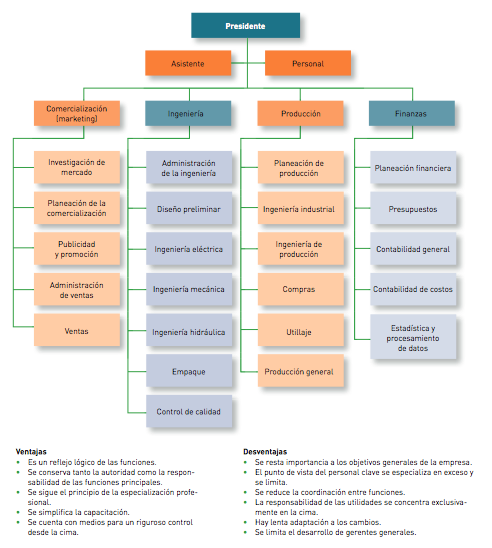 Presidente
Asistente
Personal
Comercialización
(marketing)
Ingeniería
Producción
Finanzas
Investigación de
mercado
Planeación de la
comercialización
Publicidad
y promoción
Administración
de ventas
Ventas
Administración
de la ingeniería
Diseño preliminar
Ingeniería eléctrica
Ingeniería mecánica
Ingeniería hidráulica
Empaque
Control de calidad
Planeación de
producción
Ingeniería industrial
Ingeniería de
producción
Compras
Utillaje
Producción general
Planeación financiera
Presupuestos
Contabilidad general
Contabilidad de costos
Estadística y
procesamiento
de datos
Ventajas
• Es un reflejo lógico de las funciones.
• Se conserva tanto la autoridad como la respon-
sabilidad de las funciones principales.
• Se sigue el principio de la especialización profe-
sional.
• Se simplifica la capacitación.
• Se cuenta con medios para un riguroso control
desde la cima.
Desventajas
• Se resta importancia a los objetivos generales de la empresa.
• El punto de vista del personal clave se especializa en exceso y
se limita.
• Se reduce la coordinación entre funciones.
• La responsabilidad de las utilidades se concentra exclusiva-
mente en la cima.
• Hay lenta adaptación a los cambios.
• Se limita el desarrollo de gerentes generales.